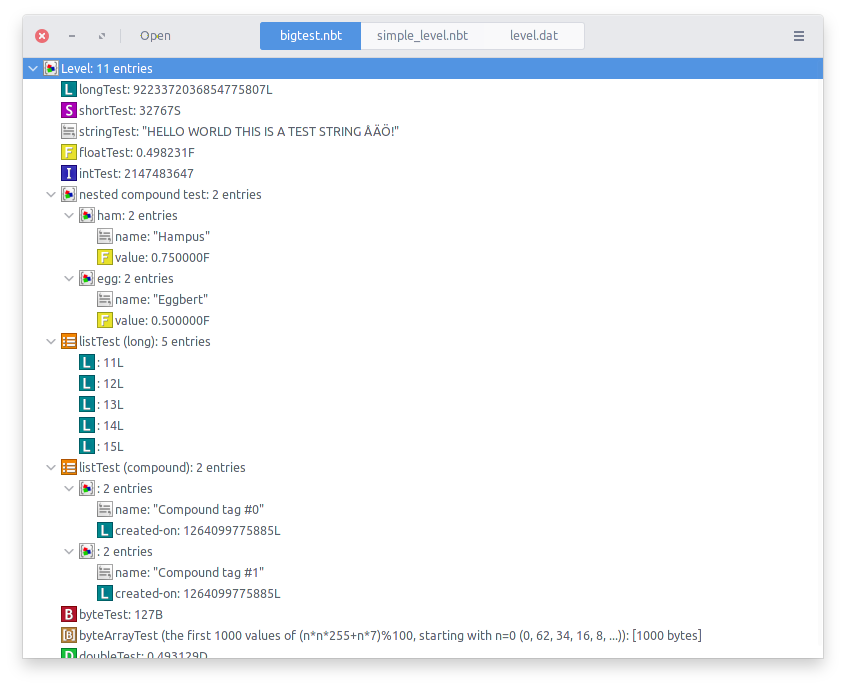 Open bigtest.nbt simple_level.nbt level.dat
Level: 11 entries
L longTest: 9223372036854775807L
S shortTest: 32767S
stringTest: "HELLO WORLD THIS IS A TEST STRING ÅÄÖ!"
F floatTest: 0.498231F
I intTest: 2147483647
nested compound test: 2 entries
ham: 2 entries
name: "Hampus"
F value: 0.750000F
egg: 2 entries
name: "Eggbert"
F value: 0.500000F
listTest (long): 5 entries
L : 11L
L : 12L
L : 13L
L : 14L
L : 15L
listTest (compound): 2 entries
: 2 entries
name: "Compound tag #0"
L created-on: 1264099775885L
: 2 entries
name: "Compound tag #1"
L created-on: 1264099775885L
B byteTest: 127B
[B] byteArrayTest (the first 1000 values of (n*n*255+n*7)%100, starting with n=0 (0, 62, 34, 16, 8, ...)): [1000 bytes]
D doubleTest: 0.493129D